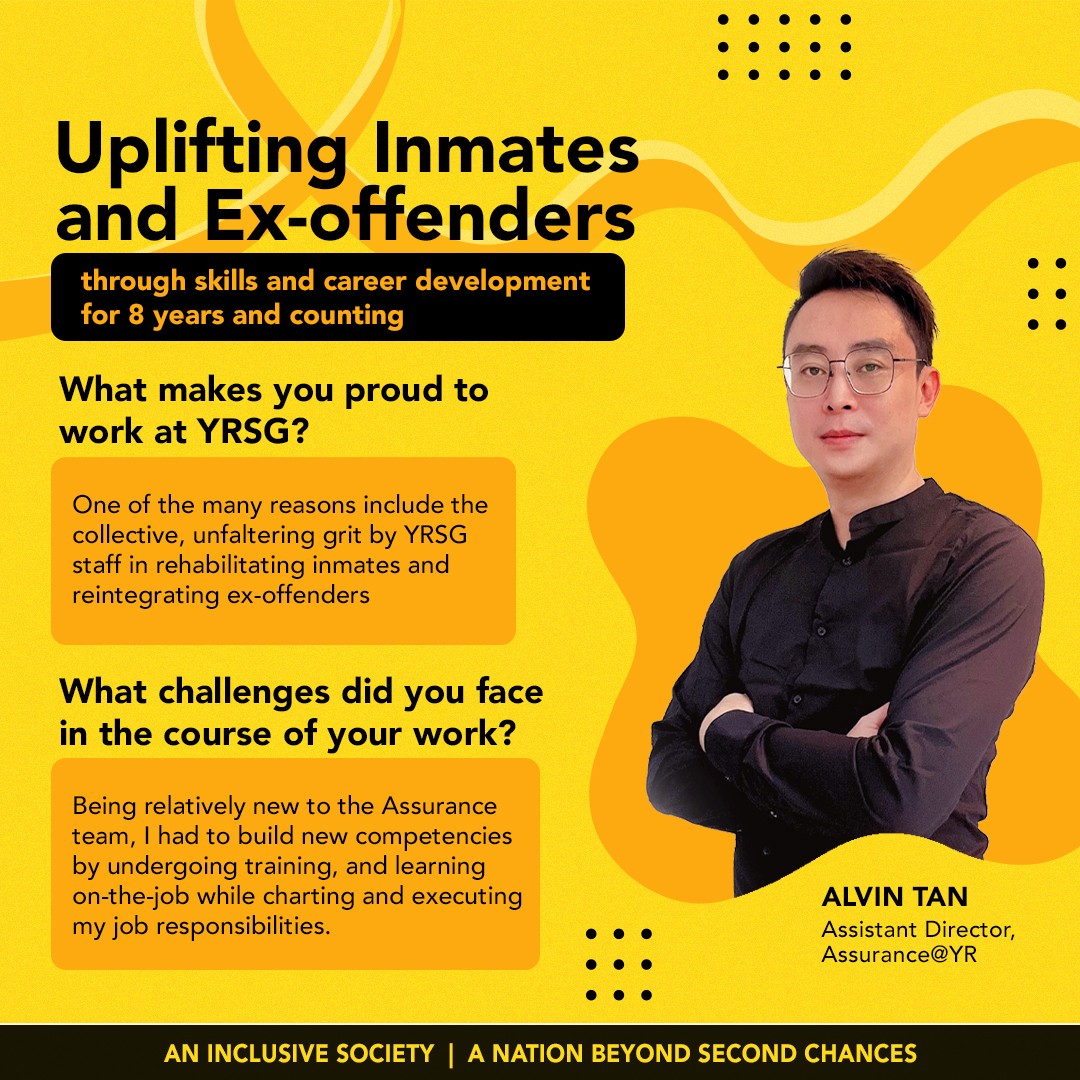 Uplifting Inmates
and Ex-offenders
through skills and career development
for 8 years and counting
What makes you proud to
work at YRSG?
One of the many reasons include the
collective, unfaltering grit by YRSG
staff in rehabilitating inmates and
reintegrating ex-offenders
What challenges did you face
in the course of your work?
Being relatively new to the Assurance
team, I had to build new competencies
by undergoing training, and learning
on-the-job while charting and executing
my job responsibilities.
ALVIN TAN
Assistant Director,
Assurance@YR
AN INCLUSIVE SOCIETY | A NATION BEYOND SECOND CHANCES